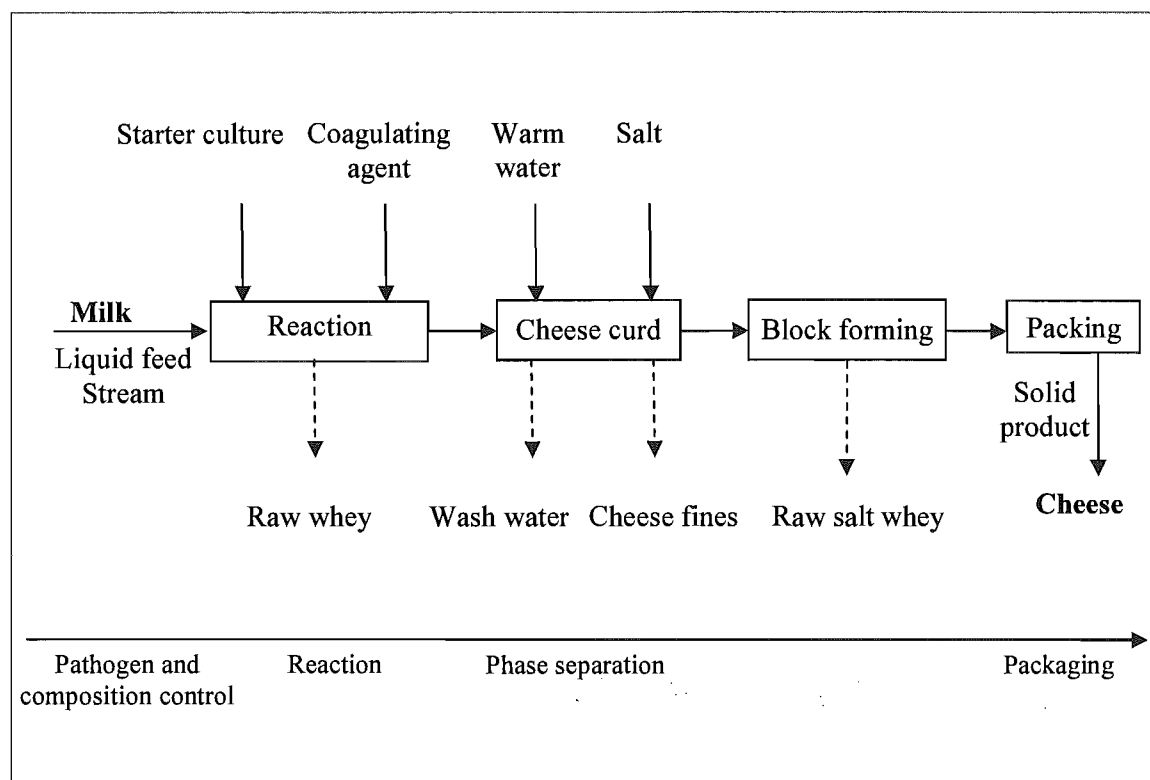 Starter culture
Coagulating
agent
Warm
water
Salt
Milk
Liquid feed
Stream
Reaction
Cheese curd
Block forming
Packing
Solid
product
Raw whey
Wash water
Cheese fines
Raw salt whey
Cheese
Pathogen and
composition control
Reaction
Phase separation
Packaging